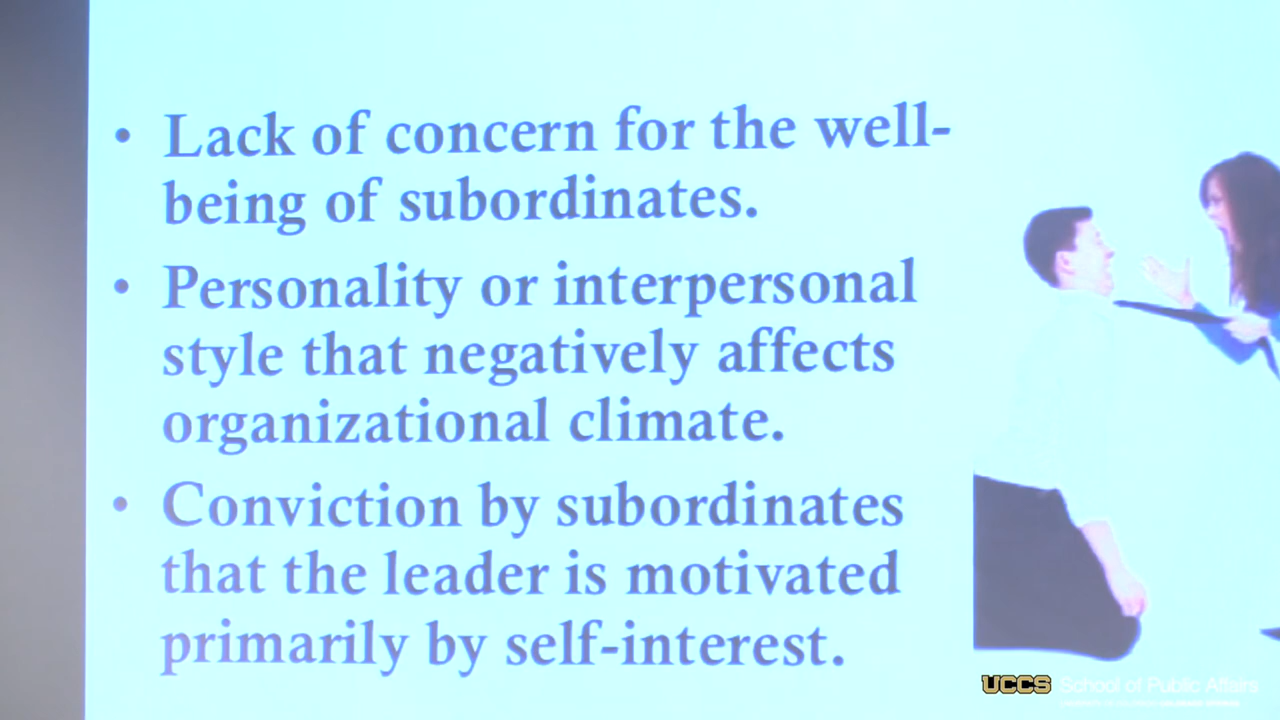 • Lack of concern for the well-
being of subordinates.
• Personality or interpersonal
style that negatively affects
organizational climate.
• Conviction by subordinates
that the leader is motivated
primarily by self-interest.
UCCS School of Public Affairs